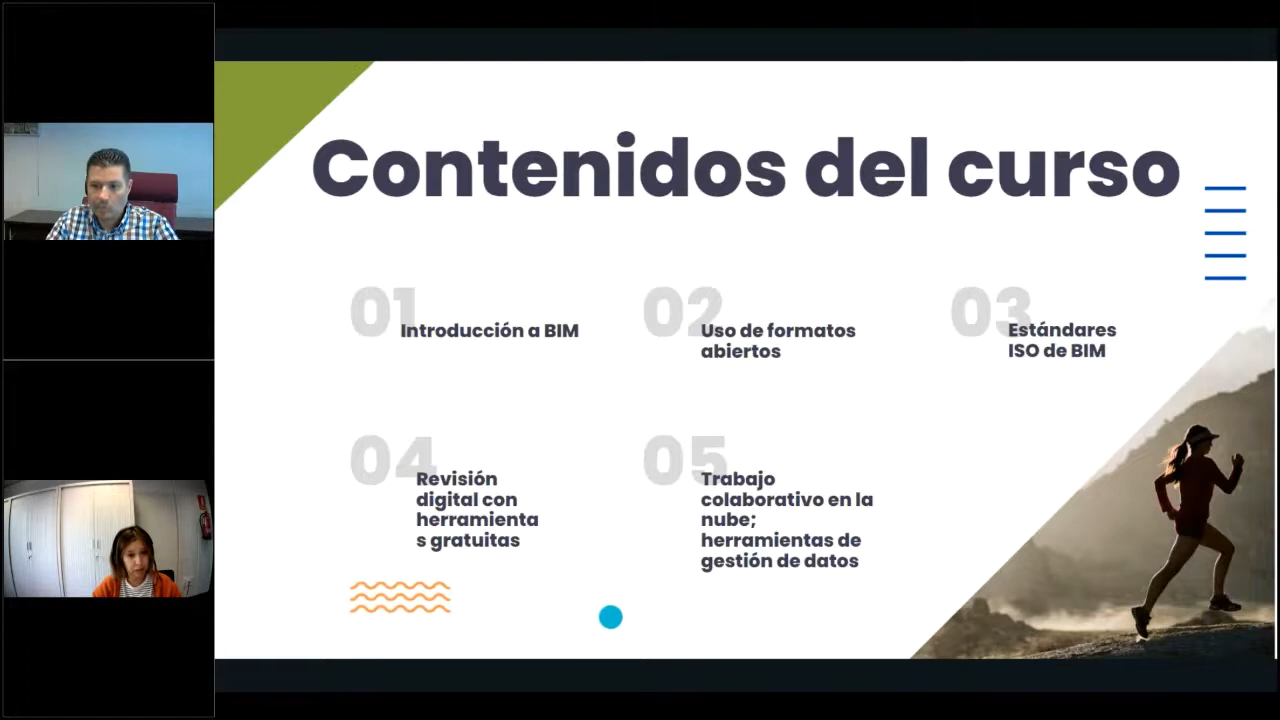 Contenidos del curso
01
Introducción a BIM
02
Uso de formatos
abiertos
03
Estándares
ISO de BIM
04
Revisión
digital con
herramienta
s gratuitas
05
Trabajo
colaborativo en la
nube;
herramientas de
gestión de datos